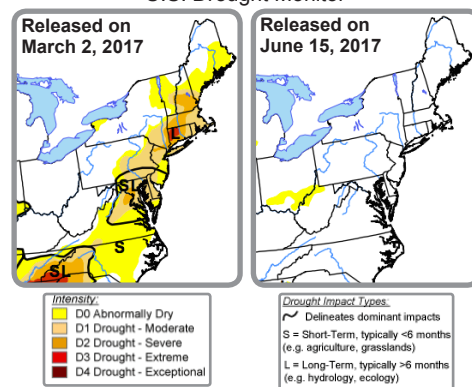 U.S. Drought Monitor
Released on
March 2, 2017
L
SL
S
SL
Released on
June 15, 2017
Intensity:
D0 Abnormally Dry
D1 Drought - Moderate
D2 Drought - Severe
D3 Drought - Extreme
D4 Drought - Exceptional
Drought Impact Types:
Delineates dominant impacts
S = Short-Term, typically <6 months
(e.g. agriculture, grasslands)
L = Long-Term, typically >6 months
(e.g. hydrology, ecology)